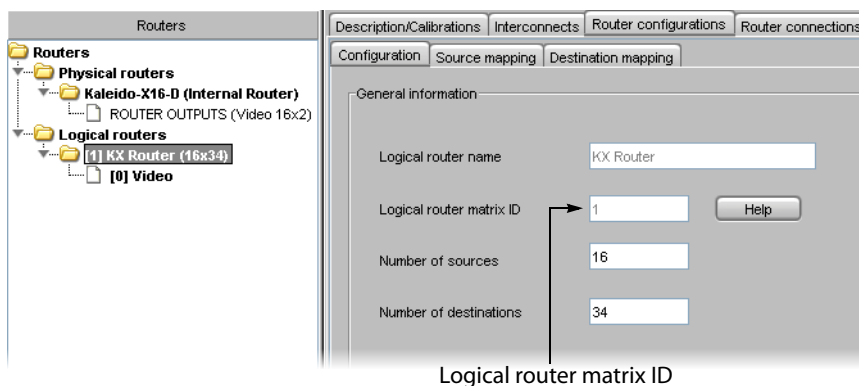 Routers
Routers
Physical routers
Kaleido-X16-D (Internal Router)
ROUTER OUTPUTS (Video 16x2)
Logical routers
[1] KX Router (16x34)
[0] Video
Description/Calibrations Interconnects Router configurations Router connections
Configuration Source mapping Destination mapping
General information
Logical router name KX Router
Logical router matrix ID 1 Help
Number of sources 16
Number of destinations 34
Logical router matrix ID